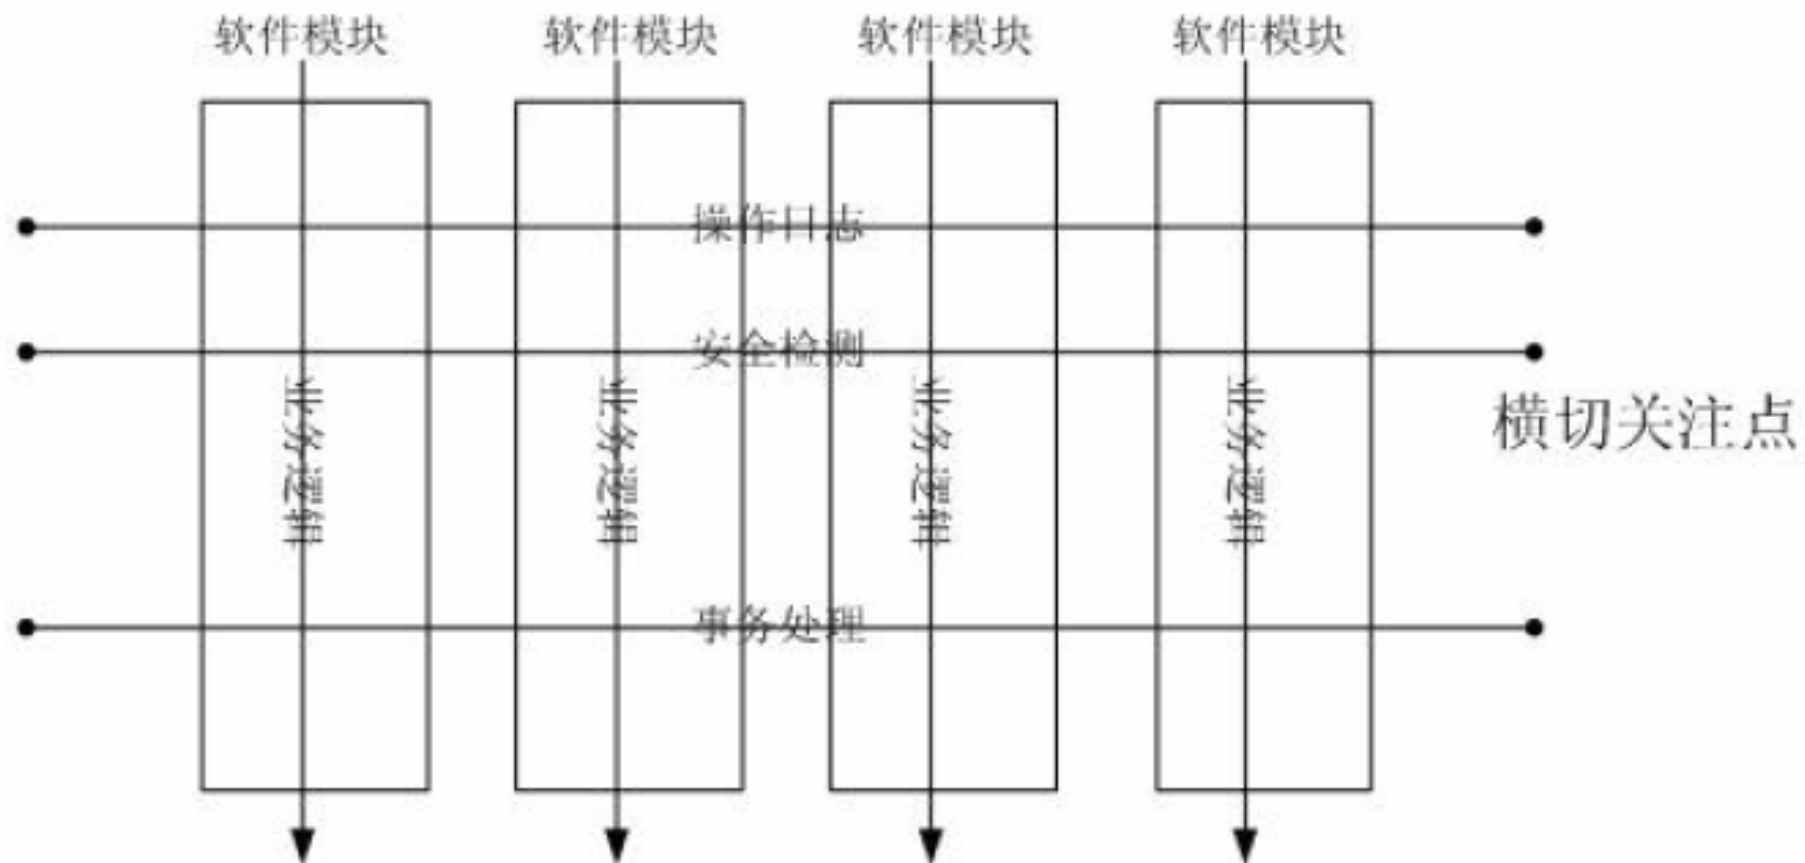 软件模块
软件模块
软件模块
软件模块
操作日志
安全检测
业务逻辑
业务逻辑
业务逻辑
业务逻辑
横切关注点
事务处理